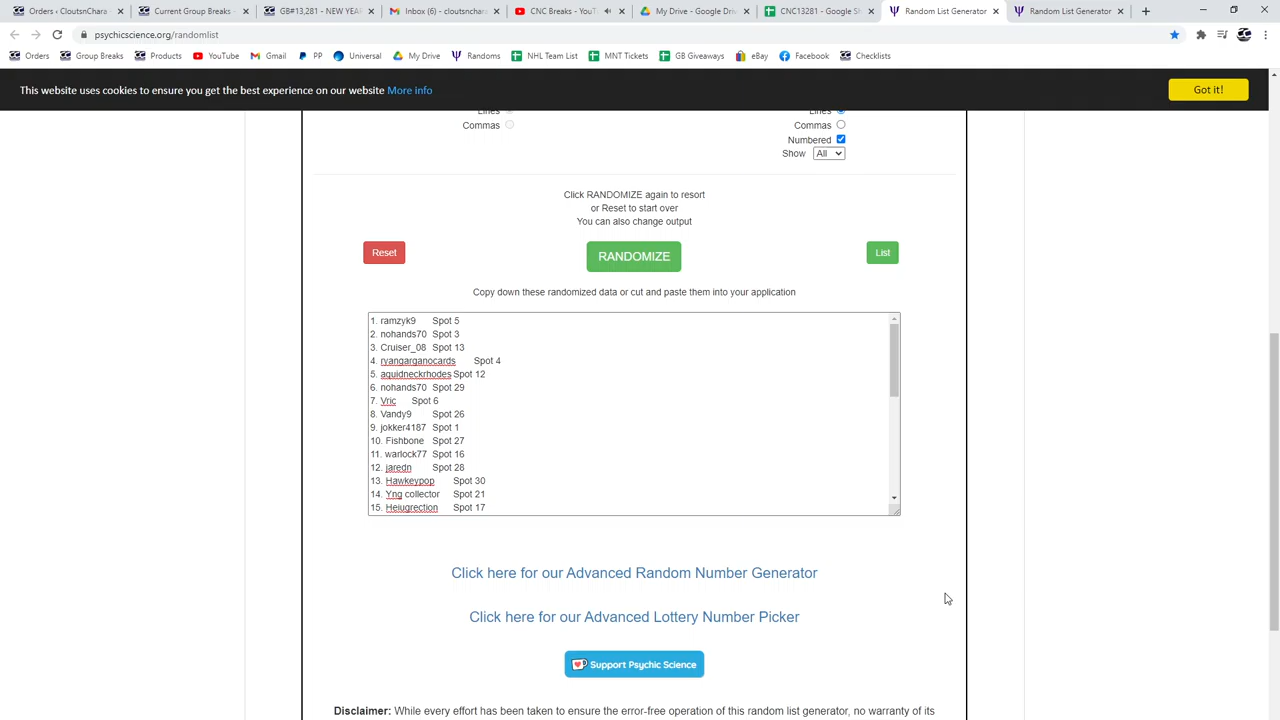 Orders ‹ CloutsnChara
Current Group Breaks -
GB#13,281 - NEW YEAR
Inbox (6) - cloutsnchara
CNC Breaks - YouTu
My Drive - Google Driv
CNC13281 - Google Sh
Random List Generator
Random List Generator
psychicscience.org/randomlist
Orders
Group Breaks
Products
YouTube
Gmail
PP
Universal
My Drive
Randoms
NHL Team List
MNT Tickets
GB Giveaways
eBay
Facebook
Checklists
This website uses cookies to ensure you get the best experience on our website More info
Got it!
Lines Lines
Commas Commas
Numbered
Show All
Click RANDOMIZE again to resort
or Reset to start over
You can also change output
Reset RANDOMIZE List
Copy down these randomized data or cut and paste them into your application
1. ramzyk9 Spot 5
2. nohands70 Spot 3
3. Cruiser_08 Spot 13
4. ryangarganocards Spot 4
5. aquidneckrhodes Spot 12
6. nohands70 Spot 29
7. Vric Spot 6
8. Vandy9 Spot 26
9. jokker4187 Spot 1
10. Fishbone Spot 27
11. warlock77 Spot 16
12. jaredn Spot 28
13. Hawkeypop Spot 30
14. Yng collector Spot 21
15. Heiugrection Spot 17
Click here for our Advanced Random Number Generator
Click here for our Advanced Lottery Number Picker
Support Psychic Science
Disclaimer: While every effort has been taken to ensure the error-free operation of this random list generator, no warranty of its